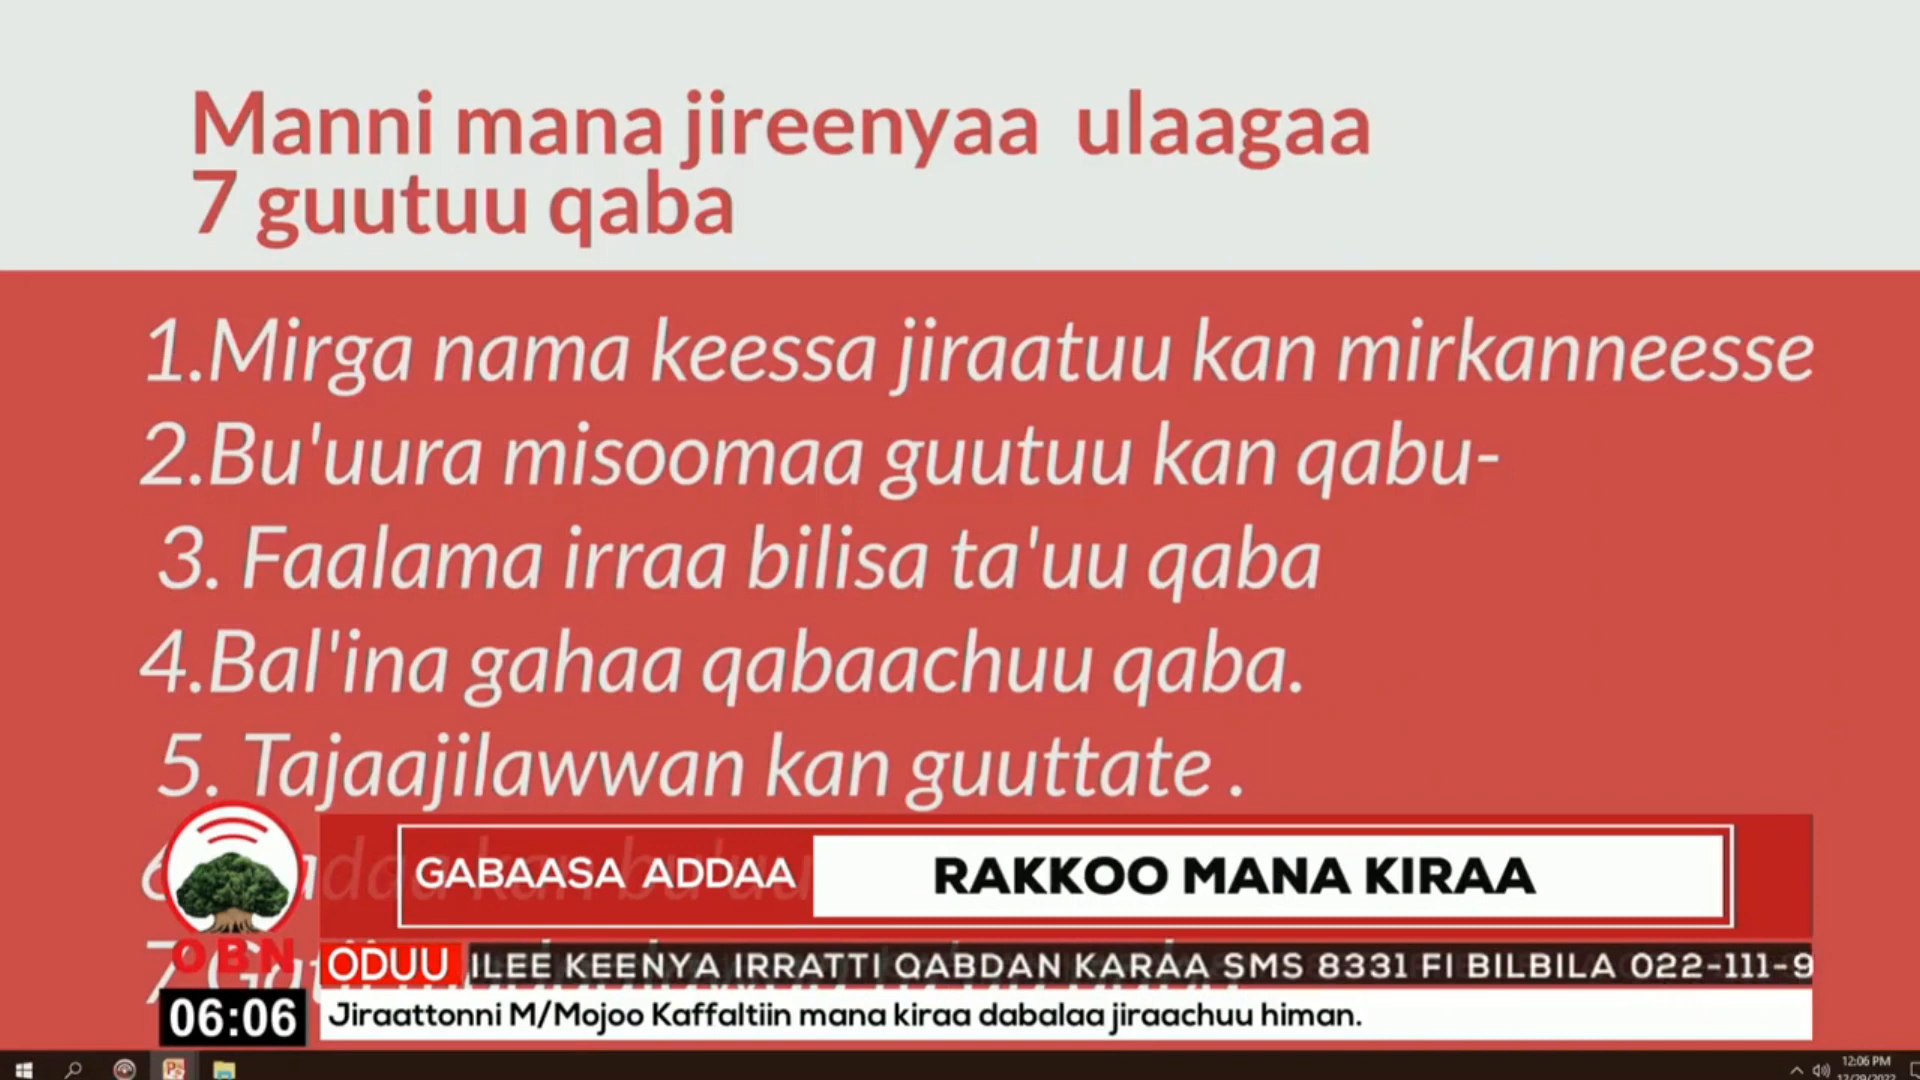 Manni mana jireenyaa ulaagaa
7 guutuu qaba
1.Mirga nama keessa jiraatuu kan mirkanneesse
2.Bu'uura misoomaa guutuu kan qabu-
3. Faalama irraa bilisa ta'uu qaba
4.Bal'ina gahaa qabaachuu qaba.
5. Tajaajilawwan kan guuttate .
GABAASA ADDAA
RAKKOO MANA KIRAA
OBN
ODUU
ILEE KEENYA IRRATTI QABDAN KARAA SMS 8331 FI BILBILA 022-111-9
06:06
Jiraattonni M/Mojoo Kaffaltiin mana kiraa dabalaa jiraachuu himan.
12:06 PM